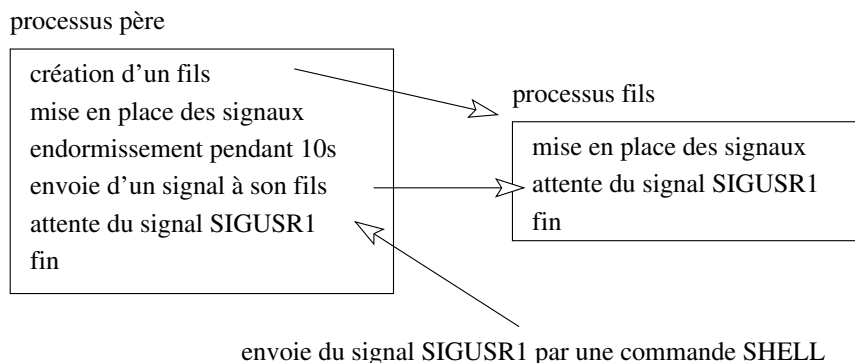 processus père
création d'un fils
mise en place des signaux
endormissement pendant 10s
envoie d'un signal à son fils
attente du signal SIGUSR1
fin
processus fils
mise en place des signaux
attente du signal SIGUSR1
fin
envoie du signal SIGUSR1 par une commande SHELL